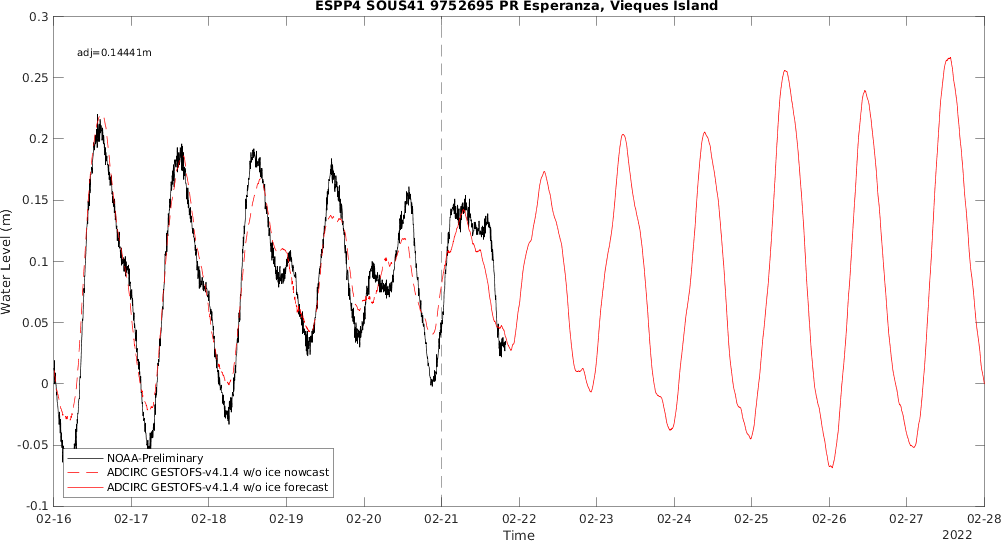 ESPP4 SOUS41 9752695 PR Esperanza, Vieques Island
0.3
adj=0.14441m
0.25
0.2
0.15
0.1
0.05
0
-0.05
-0.1
Water Level (m)
NOAA-Preliminary
ADCIRC GESTOFS-v4.1.4 w/o ice nowcast
ADCIRC GESTOFS-v4.1.4 w/o ice forecast
02-16 02-17 02-18 02-19 02-20 02-21 02-22 02-23 02-24 02-25 02-26 02-27 02-28
Time
2022